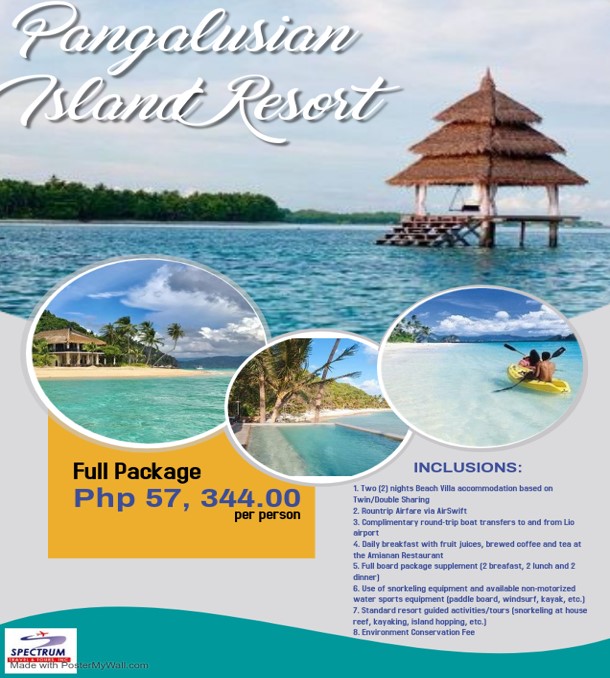 Pangalusian
Island Resort
Full Package
Php 57, 344.00
per person
INCLUSIONS:
1. Two (2) nights Beach Villa accommodation based on
Twin/Double Sharing
2. Rountrip Airfare via AirSwift
3. Complimentary round-trip boat transfers to and from Lio
airport
4. Daily breakfast with fruit juices, brewed coffee and tea at
the Amianan Restaurant
5. Full board package supplement (2 breafast, 2 lunch and 2
dinner)
6. Use of snorkeling equipment and available non-motorized
water sports equipment (paddle board, windsurf, kayak, etc.)
7. Standard resort guided activities/tours (snorkeling at house
reef, kayaking, island hopping, etc.)
8. Environment Conservation Fee
SPECTRUM
TRAVEL & TOURS, INC.
Made with PosterMyWall.com